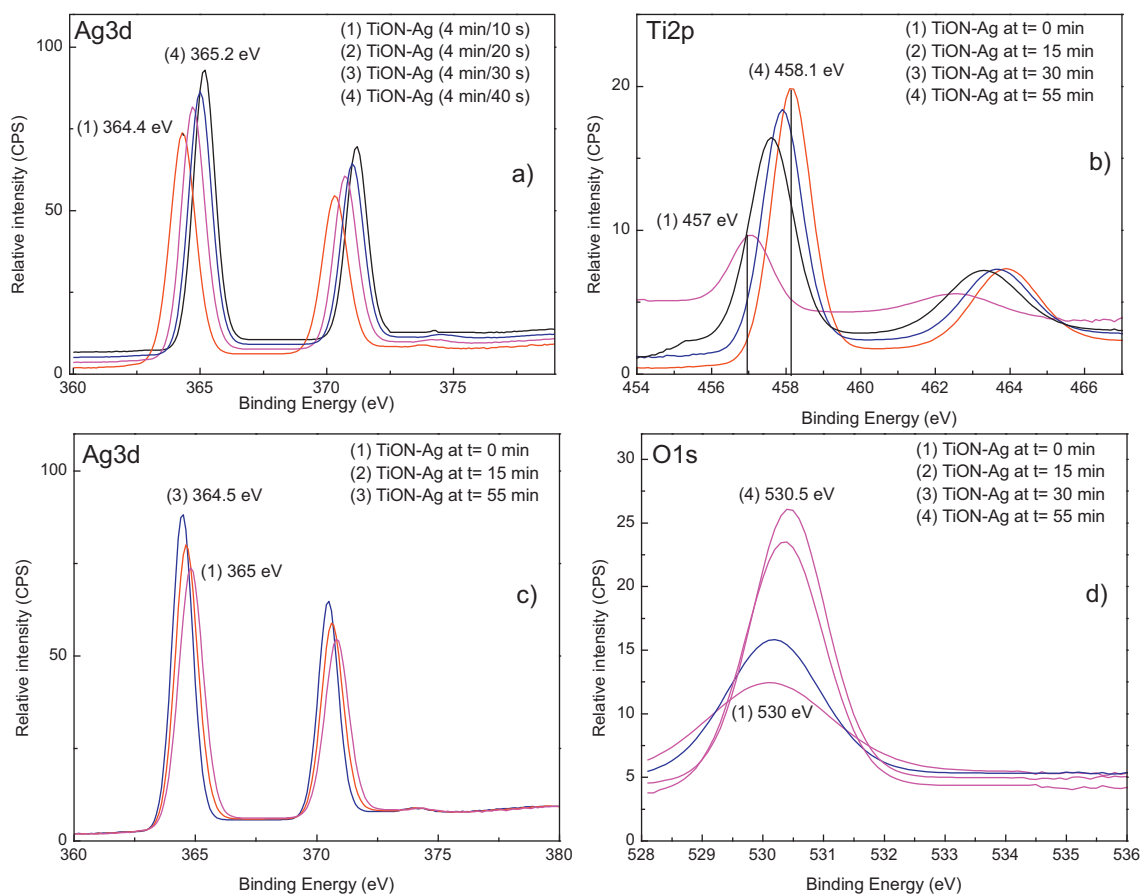 Ag3d
(1) TiON-Ag (4 min/10 s)
(2) TiON-Ag (4 min/20 s)
(3) TiON-Ag (4 min/30 s)
(4) TiON-Ag (4 min/40 s)
(4) 365.2 eV
(1) 364.4 eV
a)
100
50
0
Relative intensity (CPS)
360 365 370 375
Binding Energy (eV)
Ti2p
(1) TiON-Ag at t= 0 min
(2) TiON-Ag at t= 15 min
(3) TiON-Ag at t= 30 min
(4) TiON-Ag at t= 55 min
(4) 458.1 eV
(1) 457 eV
b)
20
10
0
Relative intensity (CPS)
454 456 458 460 462 464 466
Binding Energy (eV)
Ag3d
(1) TiON-Ag at t= 0 min
(2) TiON-Ag at t= 15 min
(3) TiON-Ag at t= 55 min
(3) 364.5 eV
(1) 365 eV
c)
100
50
0
Relative intensity (CPS)
360 365 370 375 380
Binding Energy (eV)
O1s
(1) TiON-Ag at t= 0 min
(2) TiON-Ag at t= 15 min
(3) TiON-Ag at t= 30 min
(4) TiON-Ag at t= 55 min
(4) 530.5 eV
(1) 530 eV
d)
30
25
20
15
10
5
0
Relative intensity (CPS)
528 529 530 531 532 533 534 535 536
Binding Energy (eV)